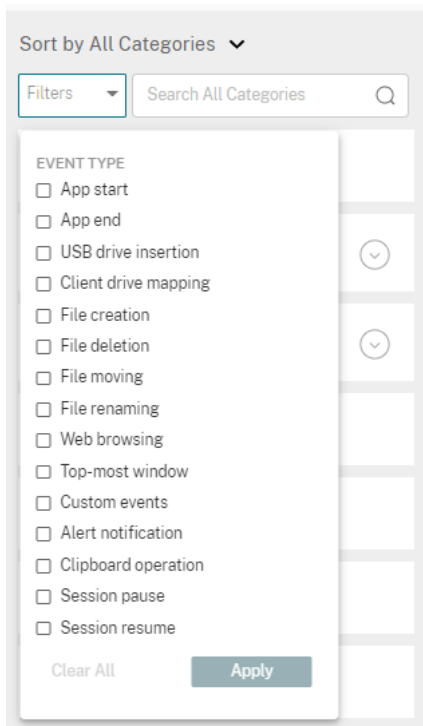 Sort by All Categories
Filters
Search All Categories
EVENT TYPE
App start
App end
USB drive insertion
Client drive mapping
File creation
File deletion
File moving
File renaming
Web browsing
Top-most window
Custom events
Alert notification
Clipboard operation
Session pause
Session resume
Clear All
Apply